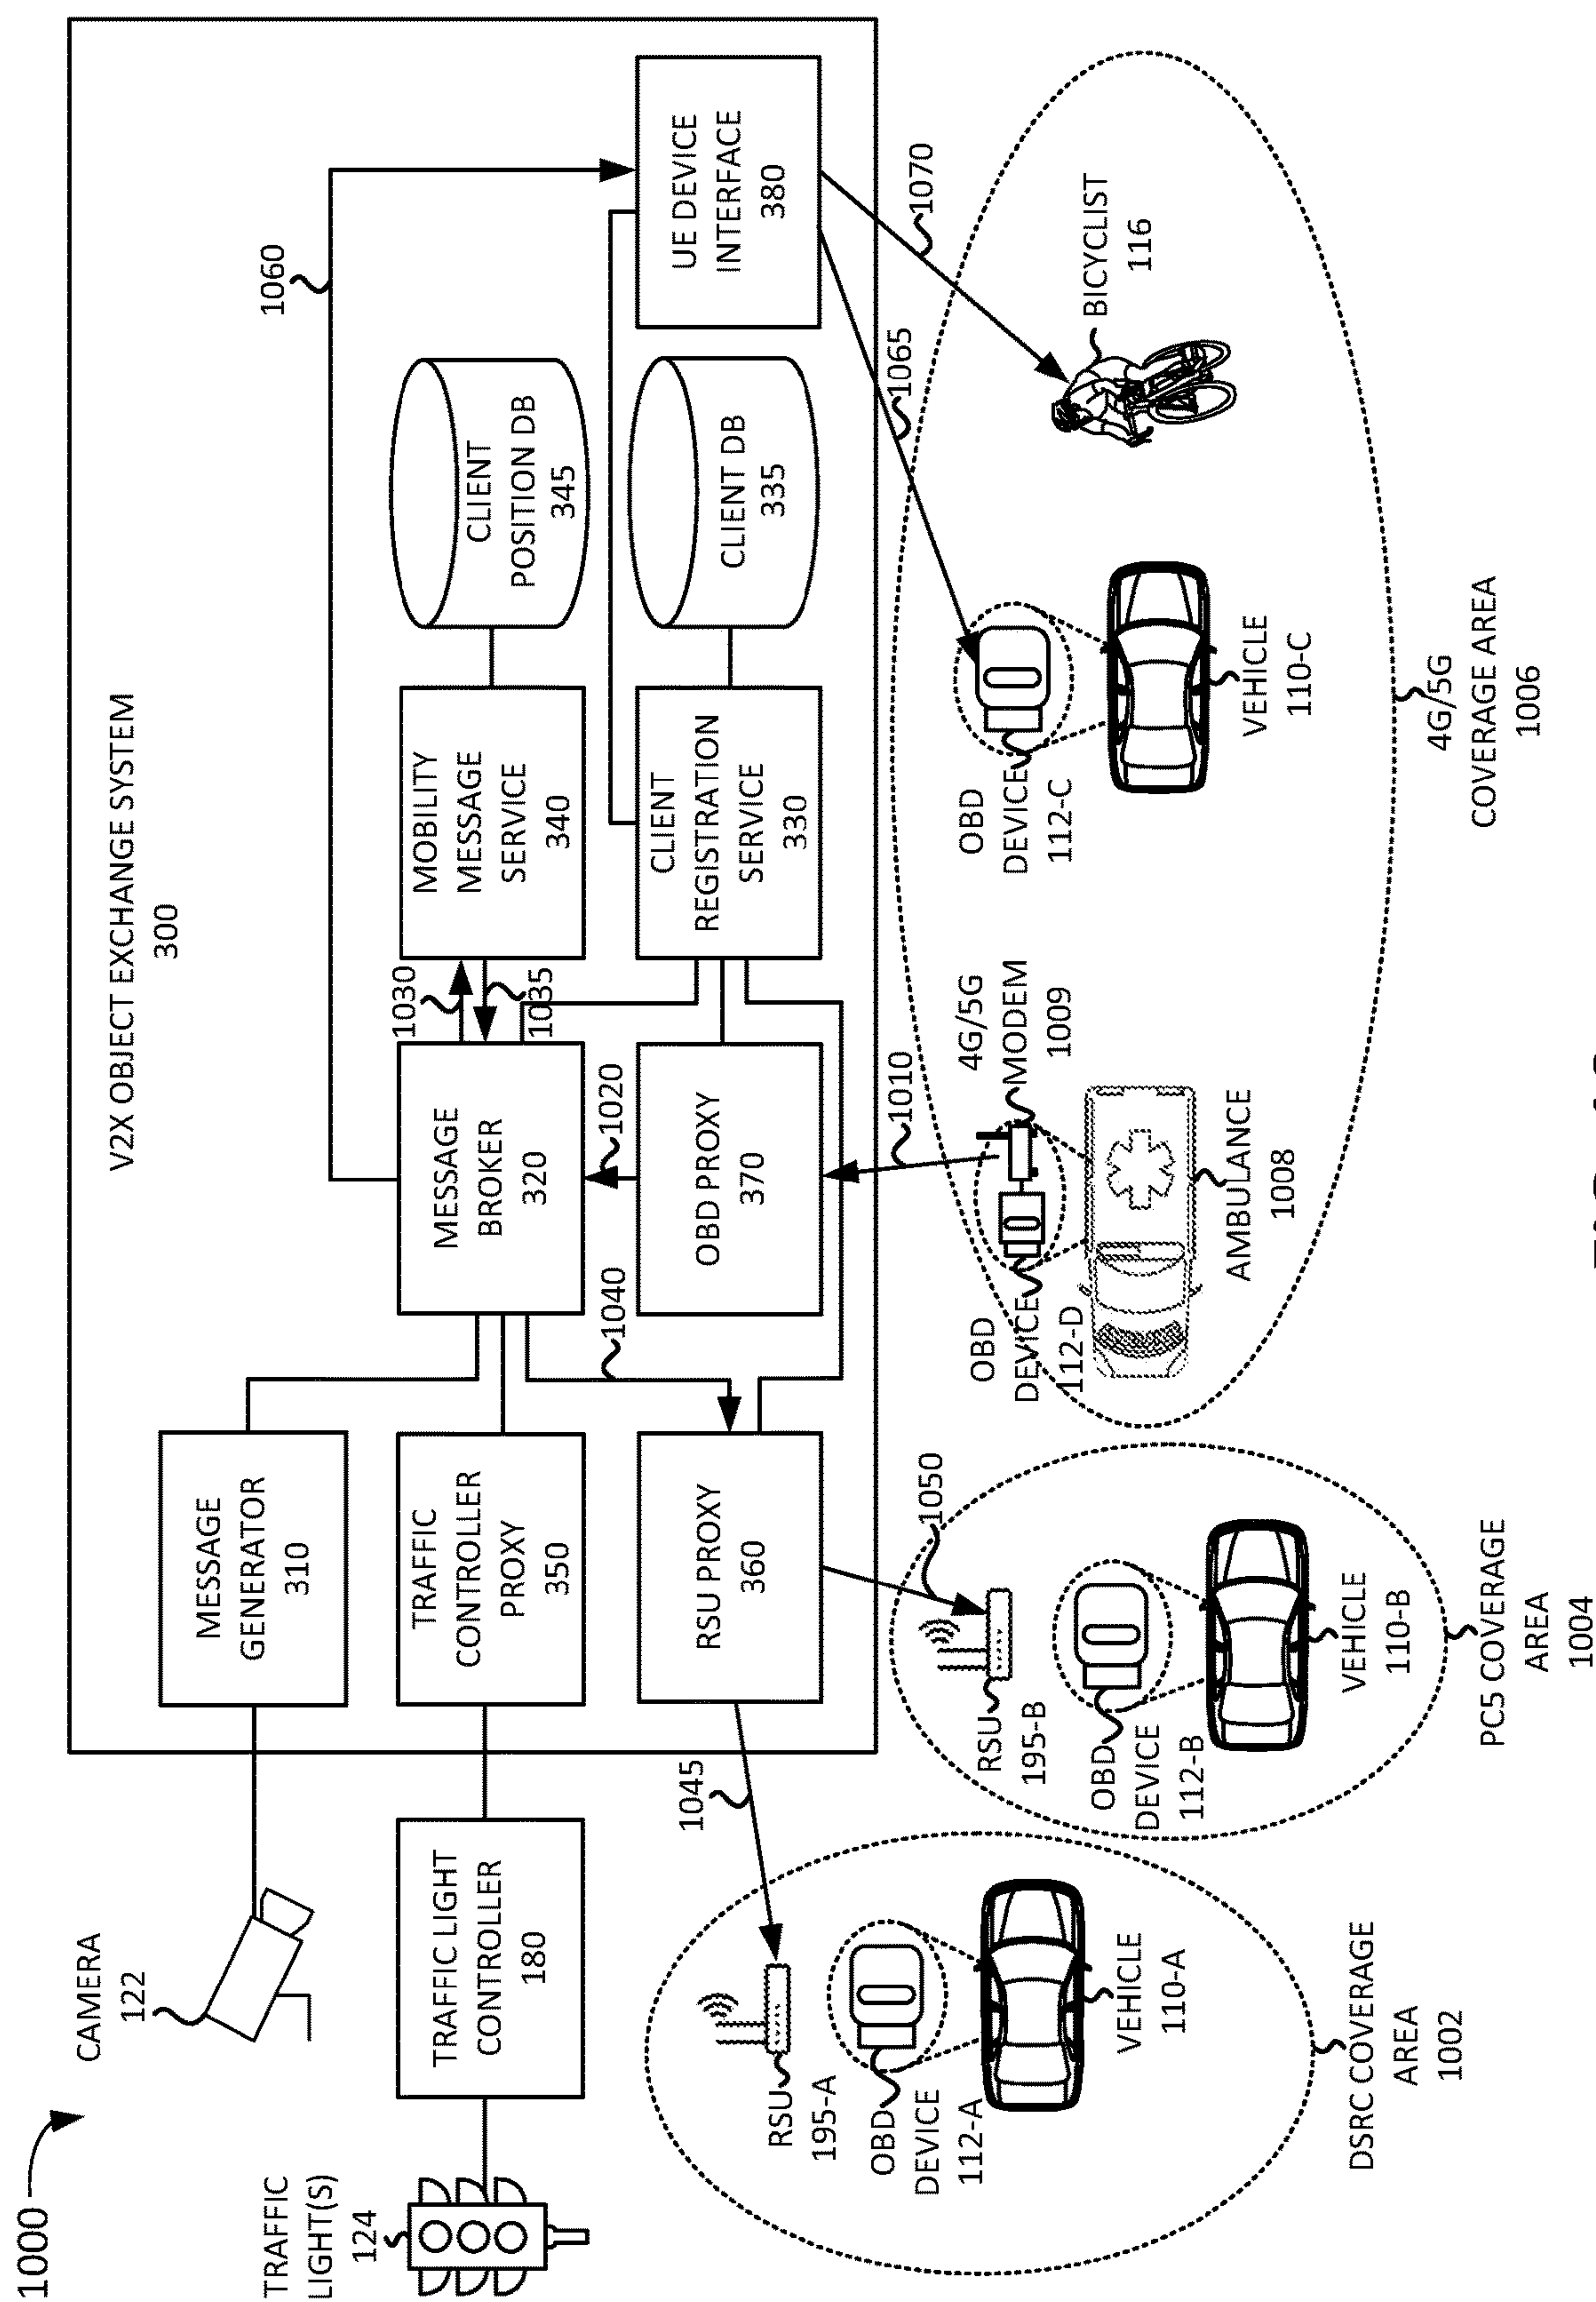 1000
V2X OBJECT EXCHANGE SYSTEM
300
CAMERA
122
TRAFFIC
LIGHT(S)
124
TRAFFIC LIGHT
CONTROLLER
180
MESSAGE
GENERATOR
310
TRAFFIC
CONTROLLER
PROXY
350
RSU PROXY
360
MESSAGE
BROKER
320
OBD PROXY
370
MOBILITY
MESSAGE
SERVICE
340
CLIENT
REGISTRATION
SERVICE
330
CLIENT
POSITION DB
345
CLIENT DB
335
UE DEVICE
INTERFACE
380
1060
1030
1035
1020
1040
1045
1050
1010
1065
1070
RSU
195-A
OBD
DEVICE
112-A
VEHICLE
110-A
DSRC COVERAGE
AREA
1002
RSU
195-B
OBD
DEVICE
112-B
VEHICLE
110-B
PC5 COVERAGE
AREA
1004
OBD
DEVICE
112-D
4G/5G
MODEM
1009
AMBULANCE
1008
OBD
DEVICE
112-C
VEHICLE
110-C
BICYCLIST
116
4G/5G
COVERAGE AREA
1006